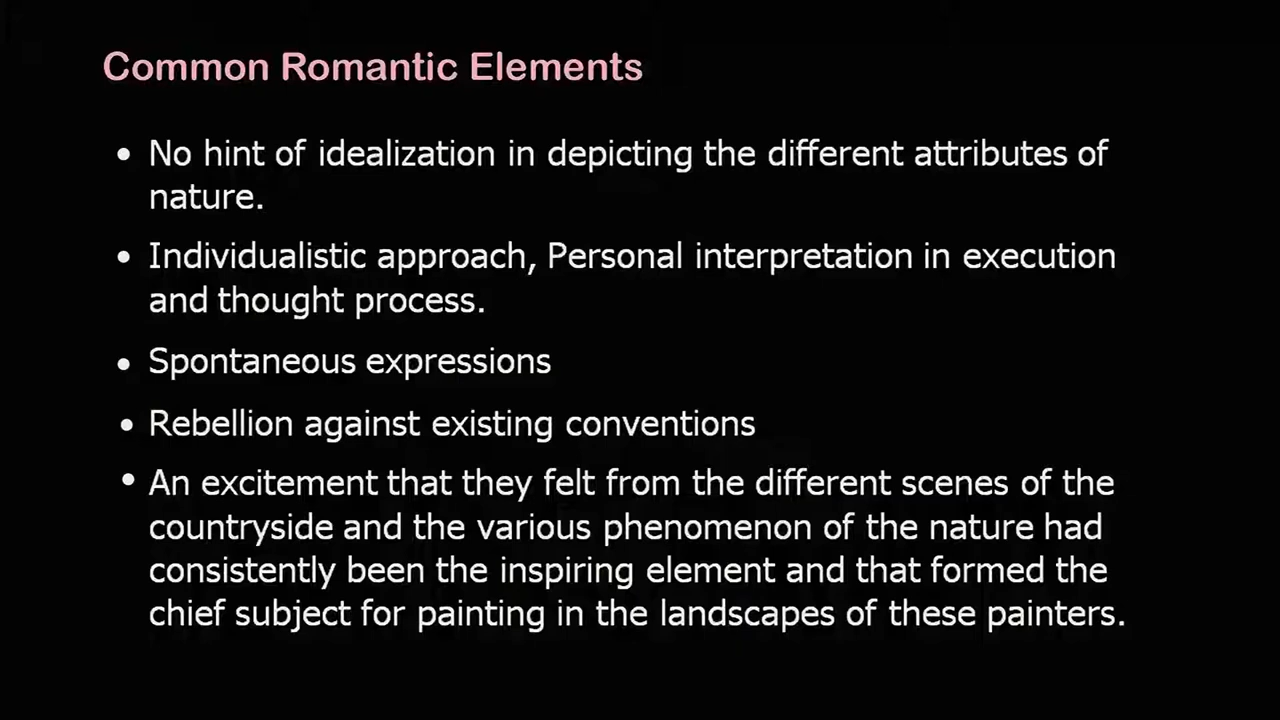 Common Romantic Elements
• No hint of idealization in depicting the different attributes of
nature.
• Individualistic approach, Personal interpretation in execution
and thought process.
• Spontaneous expressions
• Rebellion against existing conventions
• An excitement that they felt from the different scenes of the
countryside and the various phenomenon of the nature had
consistently been the inspiring element and that formed the
chief subject for painting in the landscapes of these painters.